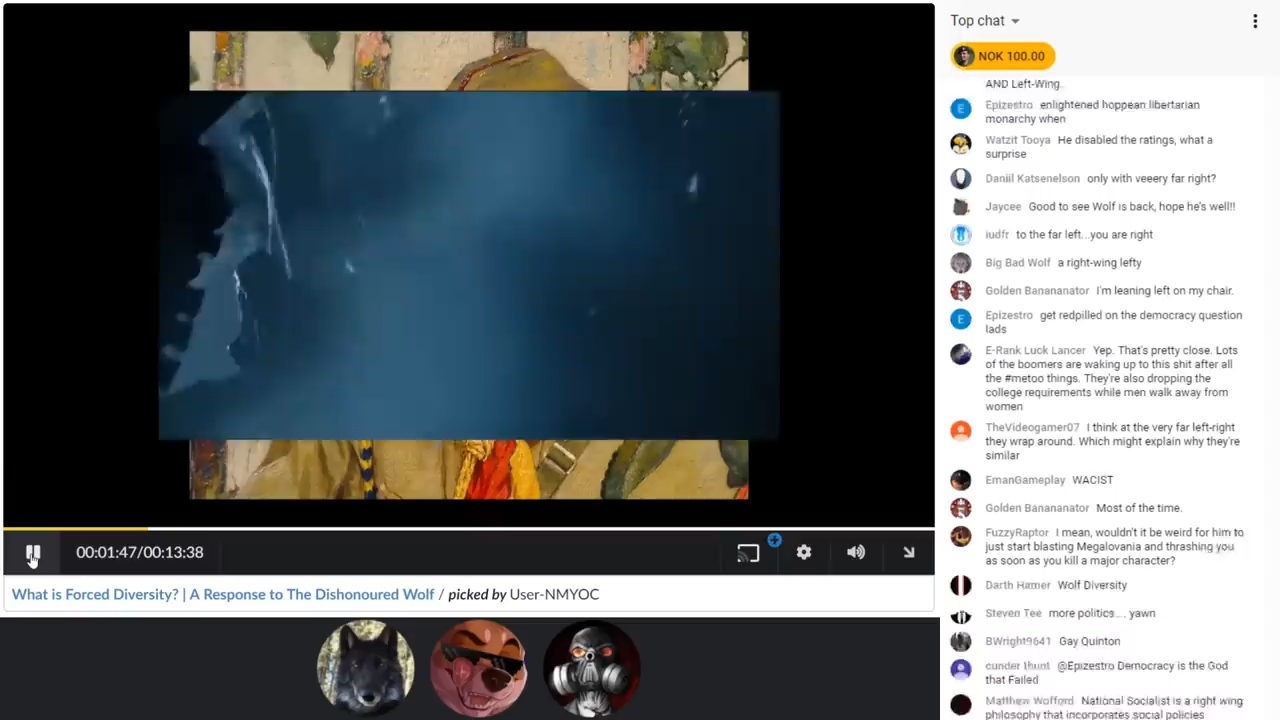 Top chat
NOK 100.00
AND Left-Wing.
Epizestro enlightened hoppean libertarian
monarchy when
Watzit Tooya He disabled the ratings, what a
surprise
Daniil Katsenelson only with veeery far right?
Jaycee Good to see Wolf is back, hope he's well!!
iudfr to the far left...you are right
Big Bad Wolf a right-wing lefty
Golden Banananator I'm leaning left on my chair.
Epizestro get redpilled on the democracy question
lads
E-Rank Luck Lancer Yep. That's pretty close. Lots
of the boomers are waking up to this shit after all
the #metoo things. They're also dropping the
college requirements while men walk away from
women
TheVideogamer07 I think at the very far left-right
they wrap around. Which might explain why they're
similar
EmanGameplay WACIST
Golden Banananator Most of the time.
FuzzyRaptor I mean, wouldn't it be weird for him to
just start blasting Megalovania and thrashing you
as soon as you kill a major character?
Darth Hamer Wolf Diversity
Steven Tee more politics.... yawn
BWright9641 Gay Quinton
cunder thunt @Epizestro Democracy is the God
that Failed
Matthew Wofford National Socialist is a right wing
philosophy that incorporates social policies
00:01:47/00:13:38
What is Forced Diversity? | A Response to The Dishonoured Wolf / picked by User-NMYOC